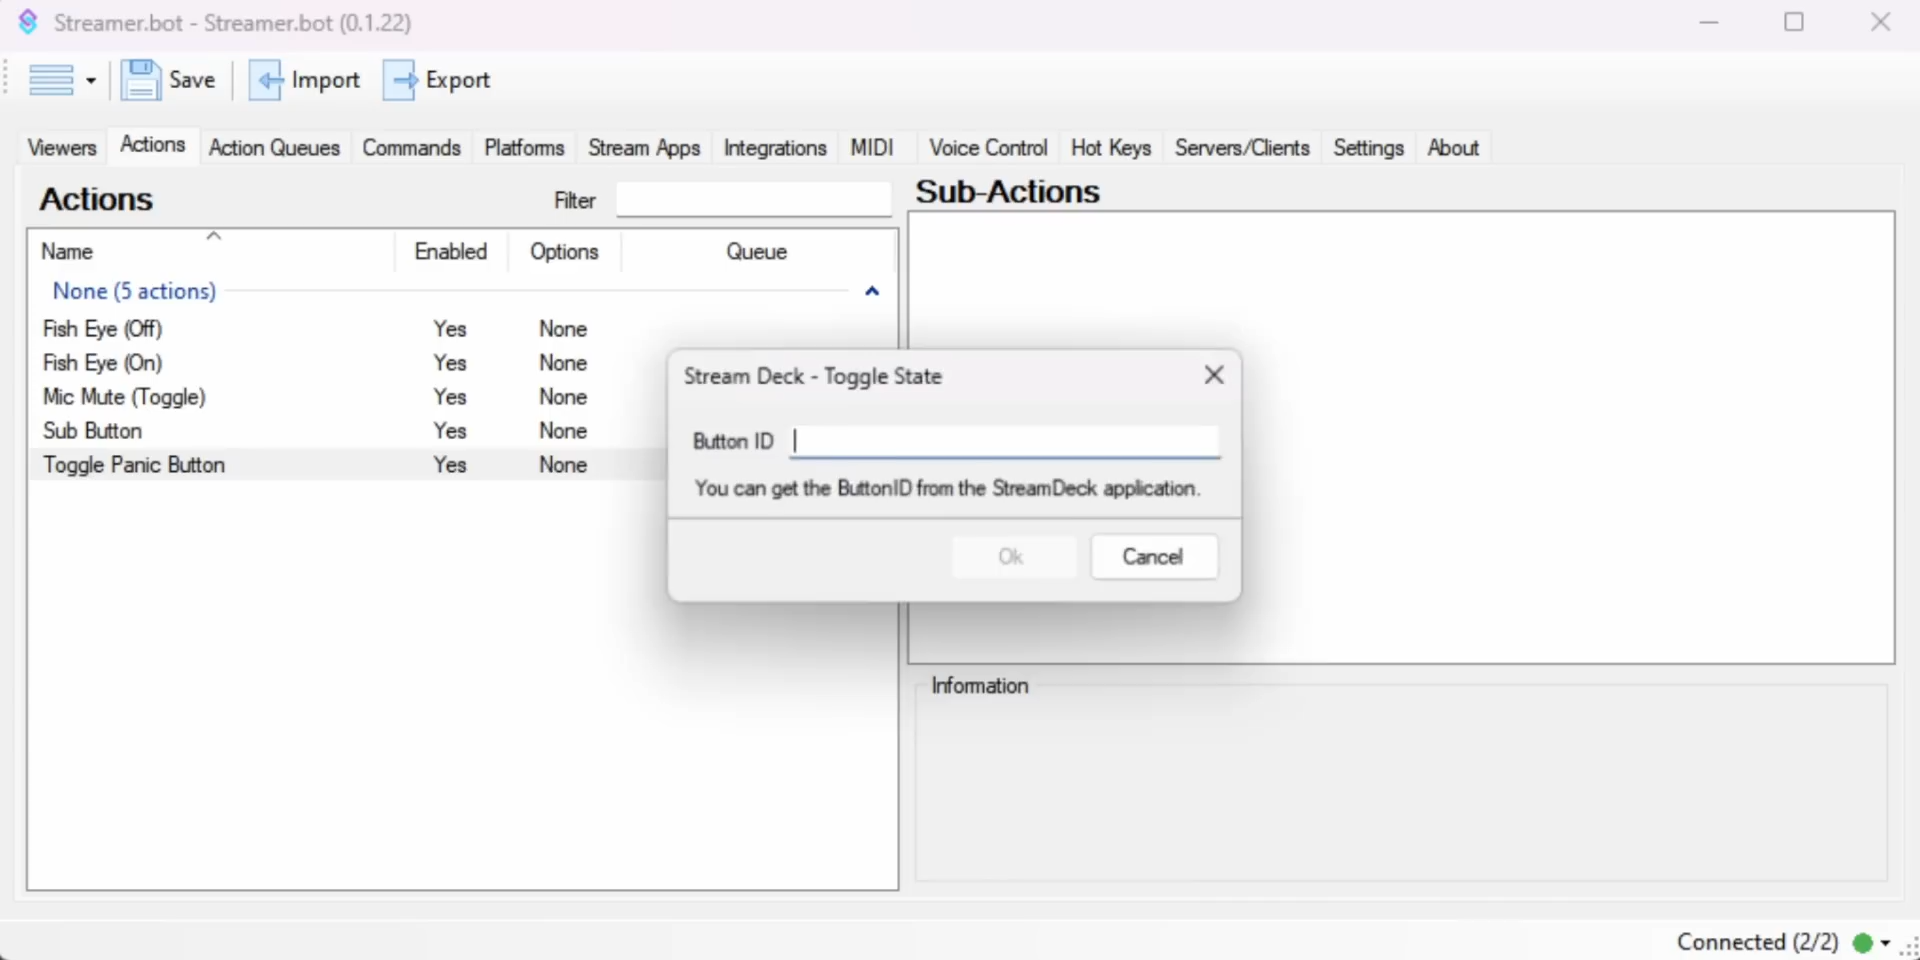 Streamer.bot - Streamer.bot (0.1.22)
Save
Import
Export
Viewers
Actions
Action Queues
Commands
Platforms
Stream Apps
Integrations
MIDI
Voice Control
Hot Keys
Servers/Clients
Settings
About
Actions
Filter
Sub-Actions
Name Enabled Options Queue
None (5 actions)
Fish Eye (Off) Yes None
Fish Eye (On) Yes None
Mic Mute (Toggle) Yes None
Sub Button Yes None
Toggle Panic Button Yes None
Stream Deck - Toggle State
Button ID
You can get the ButtonID from the StreamDeck application.
Ok
Cancel
Information
Connected (2/2)